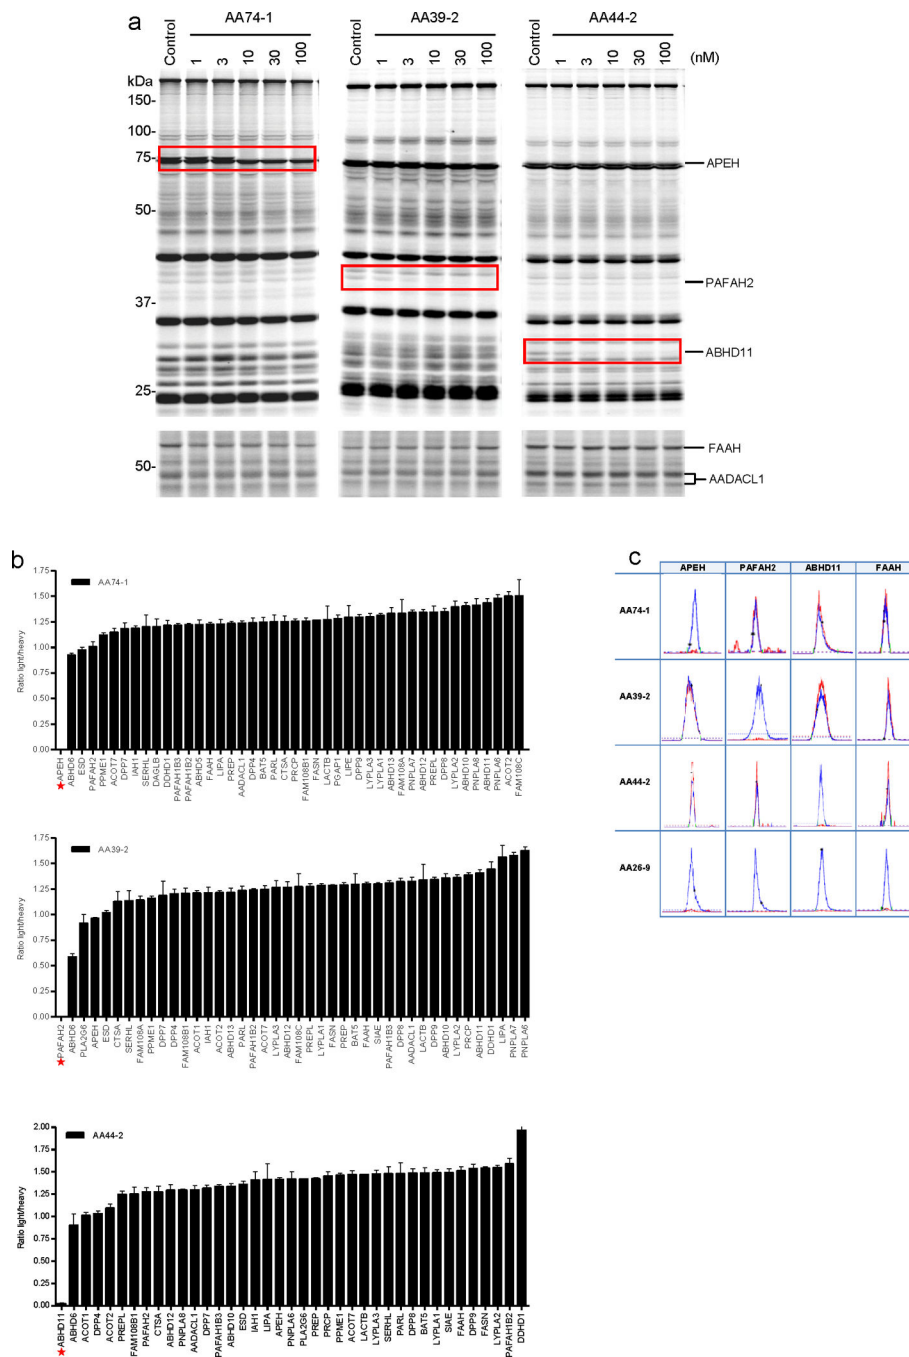 a
AA74-1
AA39-2
AA44-2
Control 1 3 10 30 100
Control 1 3 10 30 100
Control 1 3 10 30 100 (nM)
kDa
150-
100-
75-
50-
37-
25-
50-
APEH
PAFAH2
ABHD11
FAAH
AADACL1
b
AA74-1
Ratio light/heavy
1.75
1.50
1.25
1.00
0.75
0.50
0.25
0.00
★APEH ABHD6 ESD PAFAH2 PPME1 ACOT7 DPP7 IAH1 SERHL DAGLB DDHD1 PAFAH1B3 PAFAH1B2 ABHD5 FAAH LIPA PREP AADACL1 DPP4 BAT5 PARL CTSA PRCP FAM108B1 FASN LACTB PGAP1 LIPE DPP9 LYPLA3 LYPLA1 ABHD13 FAM108A PNPLA7 ABHD12 PREPL DPP8 LYPLA2 ABHD10 PNPLA8 ABHD11 PNPLA6 ACOT2 FAM108C
AA39-2
Ratio light/heavy
1.75
1.50
1.25
1.00
0.75
0.50
0.25
0.00
★PAFAH2 ABHD6 PLA2G6 APEH ESD CTSA SERHL FAM108A PPME1 DPP7 DPP4 FAM108B1 ACOT1 IAH1 ACOT2 ABHD13 PARL PAFAH1B2 ACOT7 LYPLA3 ABHD12 FAM108C PREPL LYPLA1 FASN PREP BAT5 FAAH SIAE PAFAH1B3 DPP8 AADACL1 LACTB DPP9 ABHD10 LYPLA2 PRCP ABHD11 DDHD1 LIPA PNPLA7 PNPLA6
AA44-2
Ratio light/heavy
2.00
1.75
1.50
1.25
1.00
0.75
0.50
0.25
0.00
★ABHD11 ABHD6 ACOT1 DPP4 ACOT2 PREPL FAM108B1 PAFAH2 CTSA ABHD12 PNPLA8 AADACL1 DPP7 PAFAH1B3 ABHD10 ESD IAH1 LIPA APEH PNPLA6 PLA2G6 PREP PRCP PPME1 ACOT7 LACTB LYPLA3 SERHL PARL DPP8 BAT5 LYPLA1 SIAE FAAH DPP9 FASN LYPLA2 PAFAH1B2 DDHD1
c
APEH PAFAH2 ABHD11 FAAH
AA74-1
AA39-2
AA44-2
AA26-9